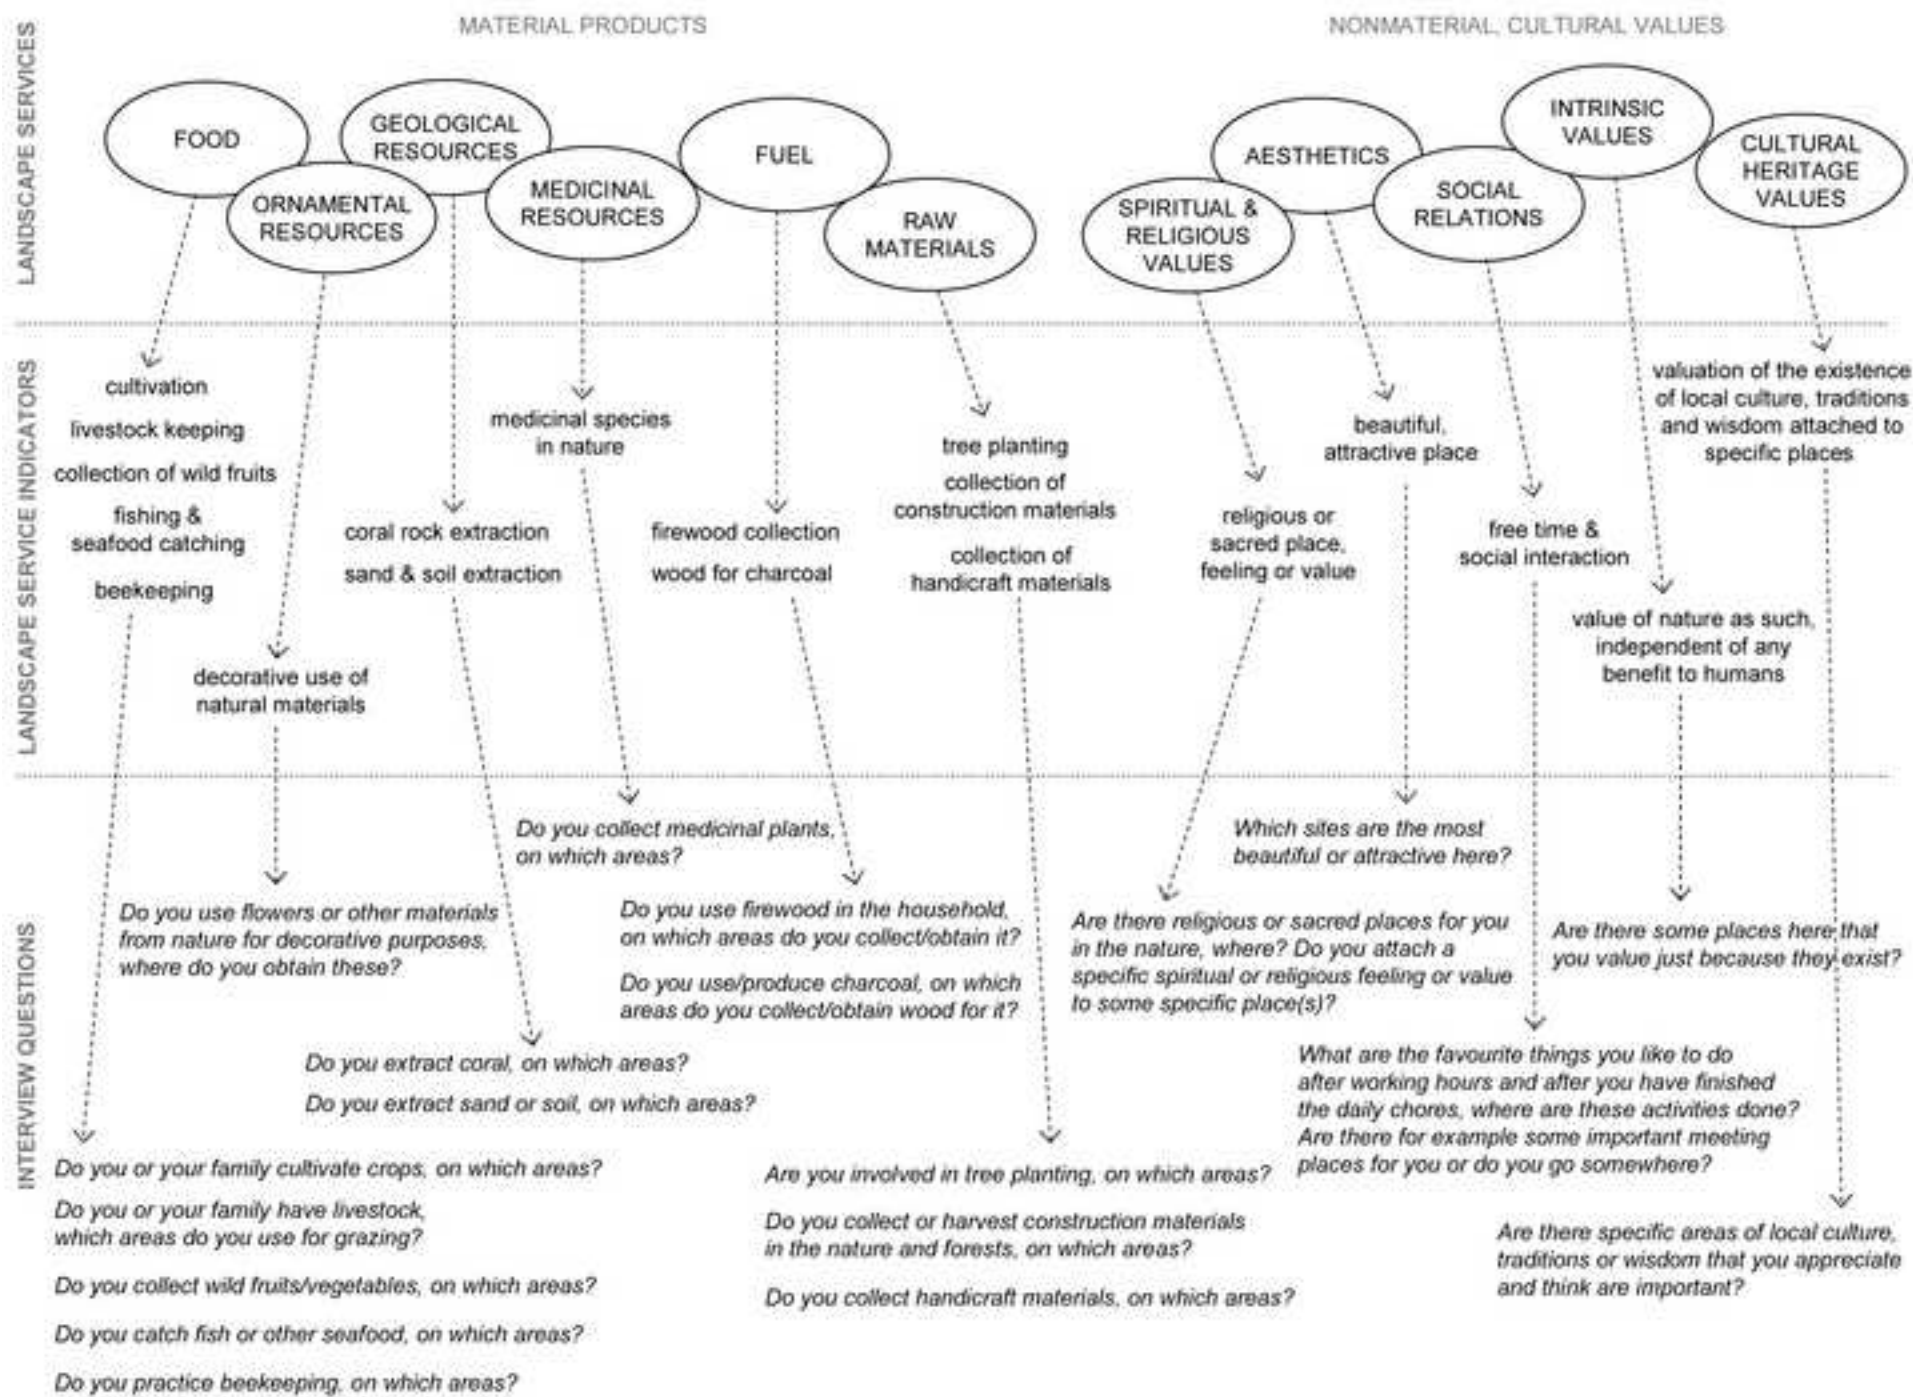 MATERIAL PRODUCTS
NONMATERIAL, CULTURAL VALUES
LANDSCAPE SERVICES
FOOD
ORNAMENTAL
RESOURCES
GEOLOGICAL
RESOURCES
MEDICINAL
RESOURCES
FUEL
RAW
MATERIALS
SPIRITUAL &
RELIGIOUS
VALUES
AESTHETICS
SOCIAL
RELATIONS
INTRINSIC
VALUES
CULTURAL
HERITAGE
VALUES
LANDSCAPE SERVICE INDICATORS
cultivation
livestock keeping
collection of wild fruits
fishing &
seafood catching
beekeeping
decorative use of
natural materials
coral rock extraction
sand & soil extraction
medicinal species
in nature
firewood collection
wood for charcoal
tree planting
collection of
construction materials
collection of
handicraft materials
religious or
sacred place,
feeling or value
beautiful,
attractive place
free time &
social interaction
value of nature as such,
independent of any
benefit to humans
valuation of the existence
of local culture, traditions
and wisdom attached to
specific places
INTERVIEW QUESTIONS
Do you or your family cultivate crops, on which areas?
Do you or your family have livestock,
which areas do you use for grazing?
Do you collect wild fruits/vegetables, on which areas?
Do you catch fish or other seafood, on which areas?
Do you practice beekeeping, on which areas?
Do you use flowers or other materials
from nature for decorative purposes,
where do you obtain these?
Do you extract coral, on which areas?
Do you extract sand or soil, on which areas?
Do you collect medicinal plants,
on which areas?
Do you use firewood in the household,
on which areas do you collect/obtain it?
Do you use/produce charcoal, on which
areas do you collect/obtain wood for it?
Are you involved in tree planting, on which areas?
Do you collect or harvest construction materials
in the nature and forests, on which areas?
Do you collect handicraft materials, on which areas?
Are there religious or sacred places for you
in the nature, where? Do you attach a
specific spiritual or religious feeling or value
to some specific place(s)?
Which sites are the most
beautiful or attractive here?
What are the favourite things you like to do
after working hours and after you have finished
the daily chores, where are these activities done?
Are there for example some important meeting
places for you or do you go somewhere?
Are there some places here that
you value just because they exist?
Are there specific areas of local culture,
traditions or wisdom that you appreciate
and think are important?